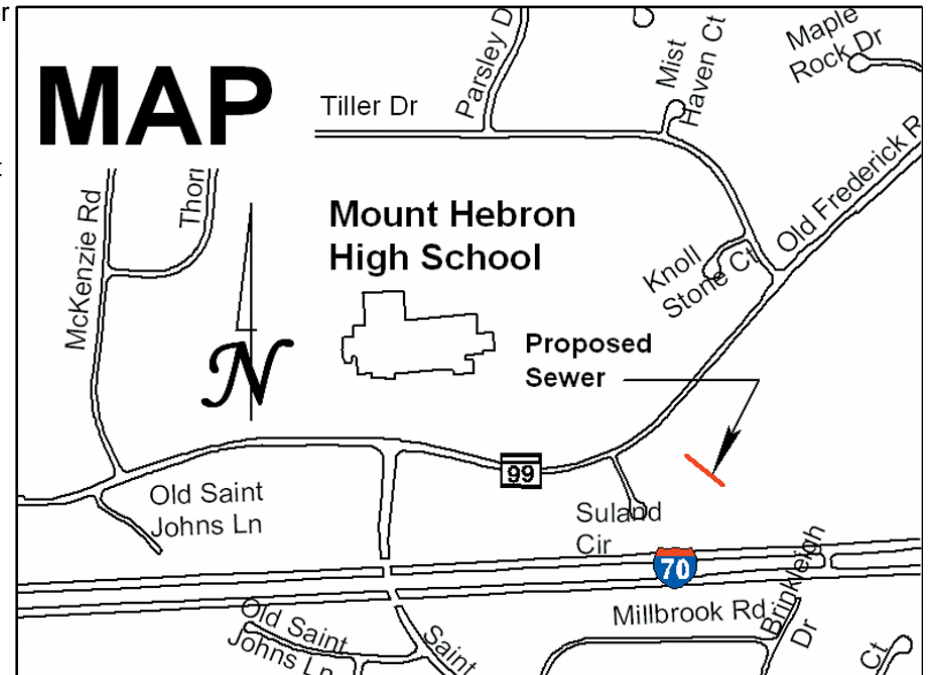 or
MAP
t
Tiller Dr
Parsley D
Mist
Haven Ct
Maple
Rock Dr
Old Frederick R
McKenzie Rd
Thor
Mount Hebron
High School
Knoll
Stone Ct
N
Proposed
Sewer
99
Old Saint
Johns Ln
Suland
Cir
70
Brinkleigh
Dr
Millbrook Rd
Old Saint
Johns Ln
Saint
Ct